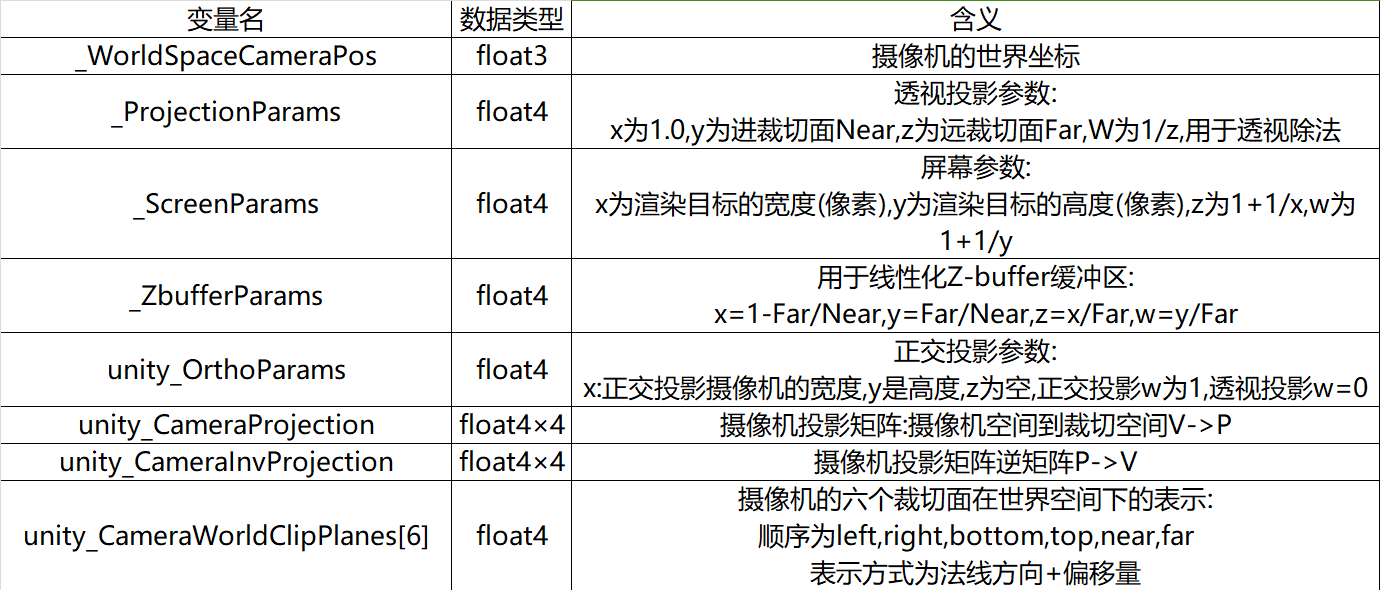 变量名 数据类型 含义
_WorldSpaceCameraPos float3 摄像机的世界坐标
_ProjectionParams float4 透视投影参数:
x为1.0,y为进裁切面Near,z为远裁切面Far,W为1/z,用于透视除法
_ScreenParams float4 屏幕参数:
x为渲染目标的宽度(像素),y为渲染目标的高度(像素),z为1+1/x,w为
1+1/y
_ZbufferParams float4 用于线性化Z-buffer缓冲区:
x=1-Far/Near,y=Far/Near,z=x/Far,w=y/Far
unity_OrthoParams float4 正交投影参数:
x:正交投影摄像机的宽度,y是高度,z为空,正交投影w为1,透视投影w=0
unity_CameraProjection float4×4 摄像机投影矩阵:摄像机空间到裁切空间V->P
unity_CameraInvProjection float4×4 摄像机投影矩阵逆矩阵P->V
unity_CameraWorldClipPlanes[6] float4 摄像机的六个裁切面在世界空间下的表示:
顺序为left,right,bottom,top,near,far
表示方式为法线方向+偏移量